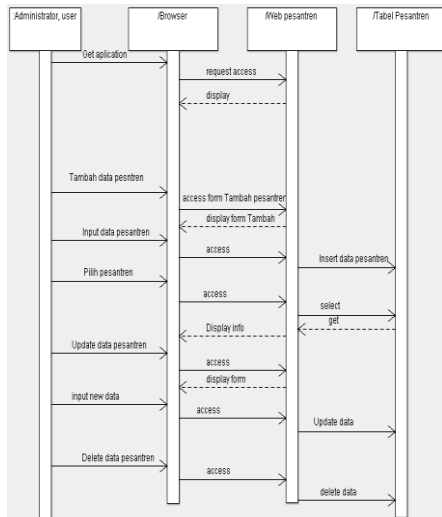 :Administrator, user
/Browser
/Web pesantren
/Tabel Pesantren
Get aplication
request access
display
Tambah data pesntren
access form Tambah pesantren
display form Tambah
Input data pesantren
access
Insert data pesantren
Pilih pesantren
access
select
get
Display info
Update data pesantren
access
display form
input new data
access
Update data
Delete data pesantren
access
delete data